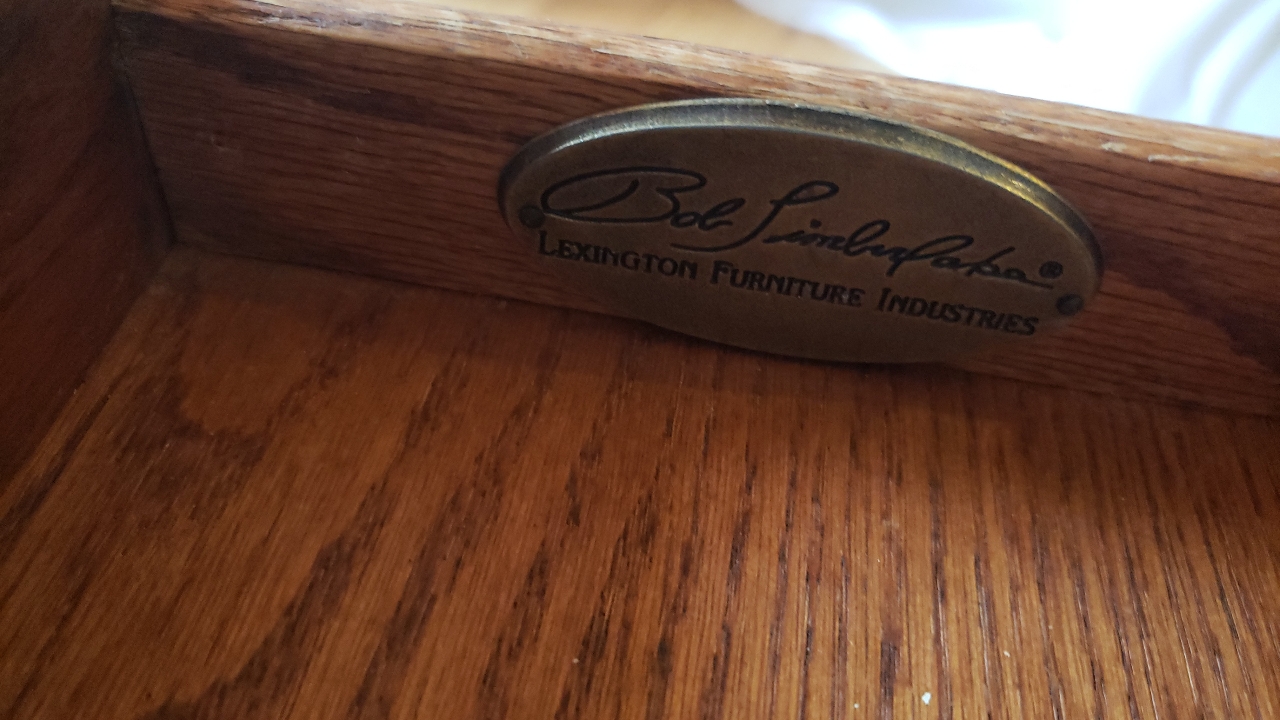 Bob Timberlake®
LEXINGTON FURNITURE INDUSTRIES